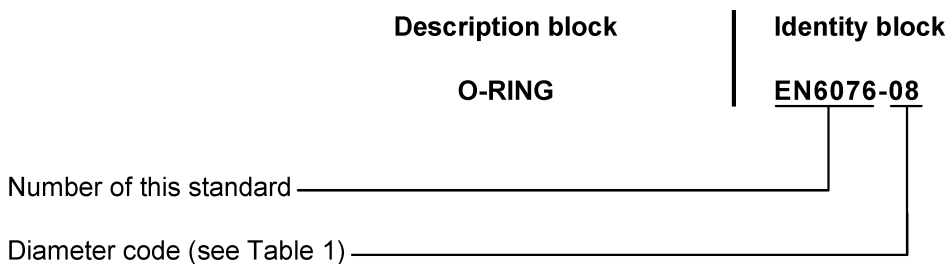 Description block Identity block
O-RING EN6076-08
Number of this standard
Diameter code (see Table 1)